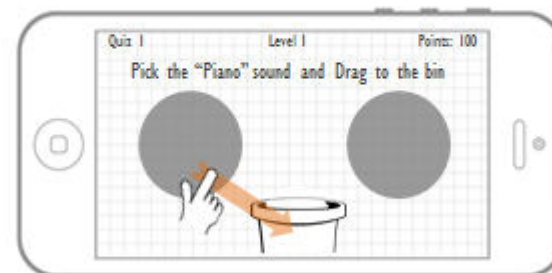 Quiz 1 Level 1 Points: 100
Pick the “Piano” sound and Drag to the bin